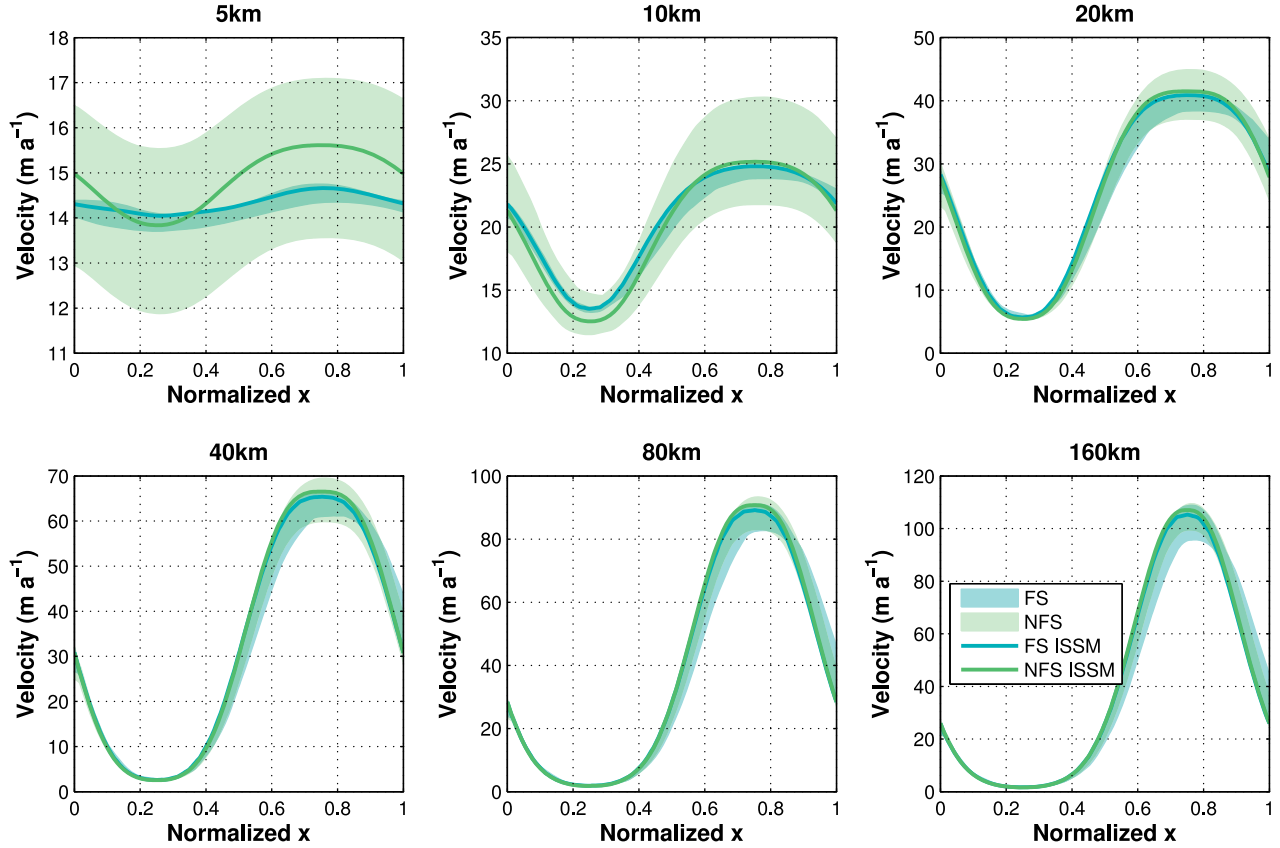 5km
18
17
16
15
14
13
12
11
Velocity (m a⁻¹)
0 0.2 0.4 0.6 0.8 1
Normalized x
10km
35
30
25
20
15
10
Velocity (m a⁻¹)
0 0.2 0.4 0.6 0.8 1
Normalized x
20km
50
40
30
20
10
0
Velocity (m a⁻¹)
0 0.2 0.4 0.6 0.8 1
Normalized x
40km
70
60
50
40
30
20
10
0
Velocity (m a⁻¹)
0 0.2 0.4 0.6 0.8 1
Normalized x
80km
100
80
60
40
20
0
Velocity (m a⁻¹)
0 0.2 0.4 0.6 0.8 1
Normalized x
160km
120
100
80
60
40
20
0
Velocity (m a⁻¹)
FS
NFS
FS ISSM
NFS ISSM
0 0.2 0.4 0.6 0.8 1
Normalized x